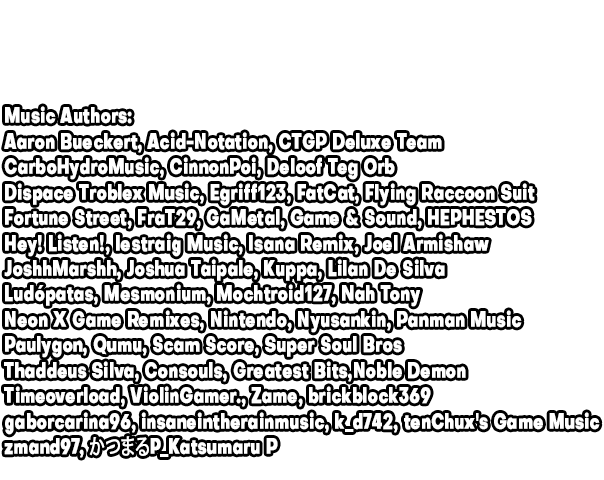 Music Authors:
Aaron Bueckert, Acid-Notation, CTGP Deluxe Team
CarboHydroMusic, CinnonPoi, Deloof Teg Orb
Dispace Troblex Music, Egriff123, FatCat, Flying Raccoon Suit
Fortune Street, FraT29, GaMetal, Game & Sound, HEPHESTOS
Hey! Listen!, Iestraig Music, Isana Remix, Joel Armishaw
JoshhMarshh, Joshua Taipale, Kuppa, Lilan De Silva
Ludópatas, Mesmonium, Mochtroid127, Nah Tony
Neon X Game Remixes, Nintendo, Nyusankin, Panman Music
Paulygon, Qumu, Scam Score, Super Soul Bros
Thaddeus Silva, Consouls, Greatest Bits,Noble Demon
Timeoverload, ViolinGamer., Zame, brickblock369
gaborcarina96, insaneintherainmusic, k_d742, tenChux's Game Music
zmand97, かつまるP_Katsumaru P